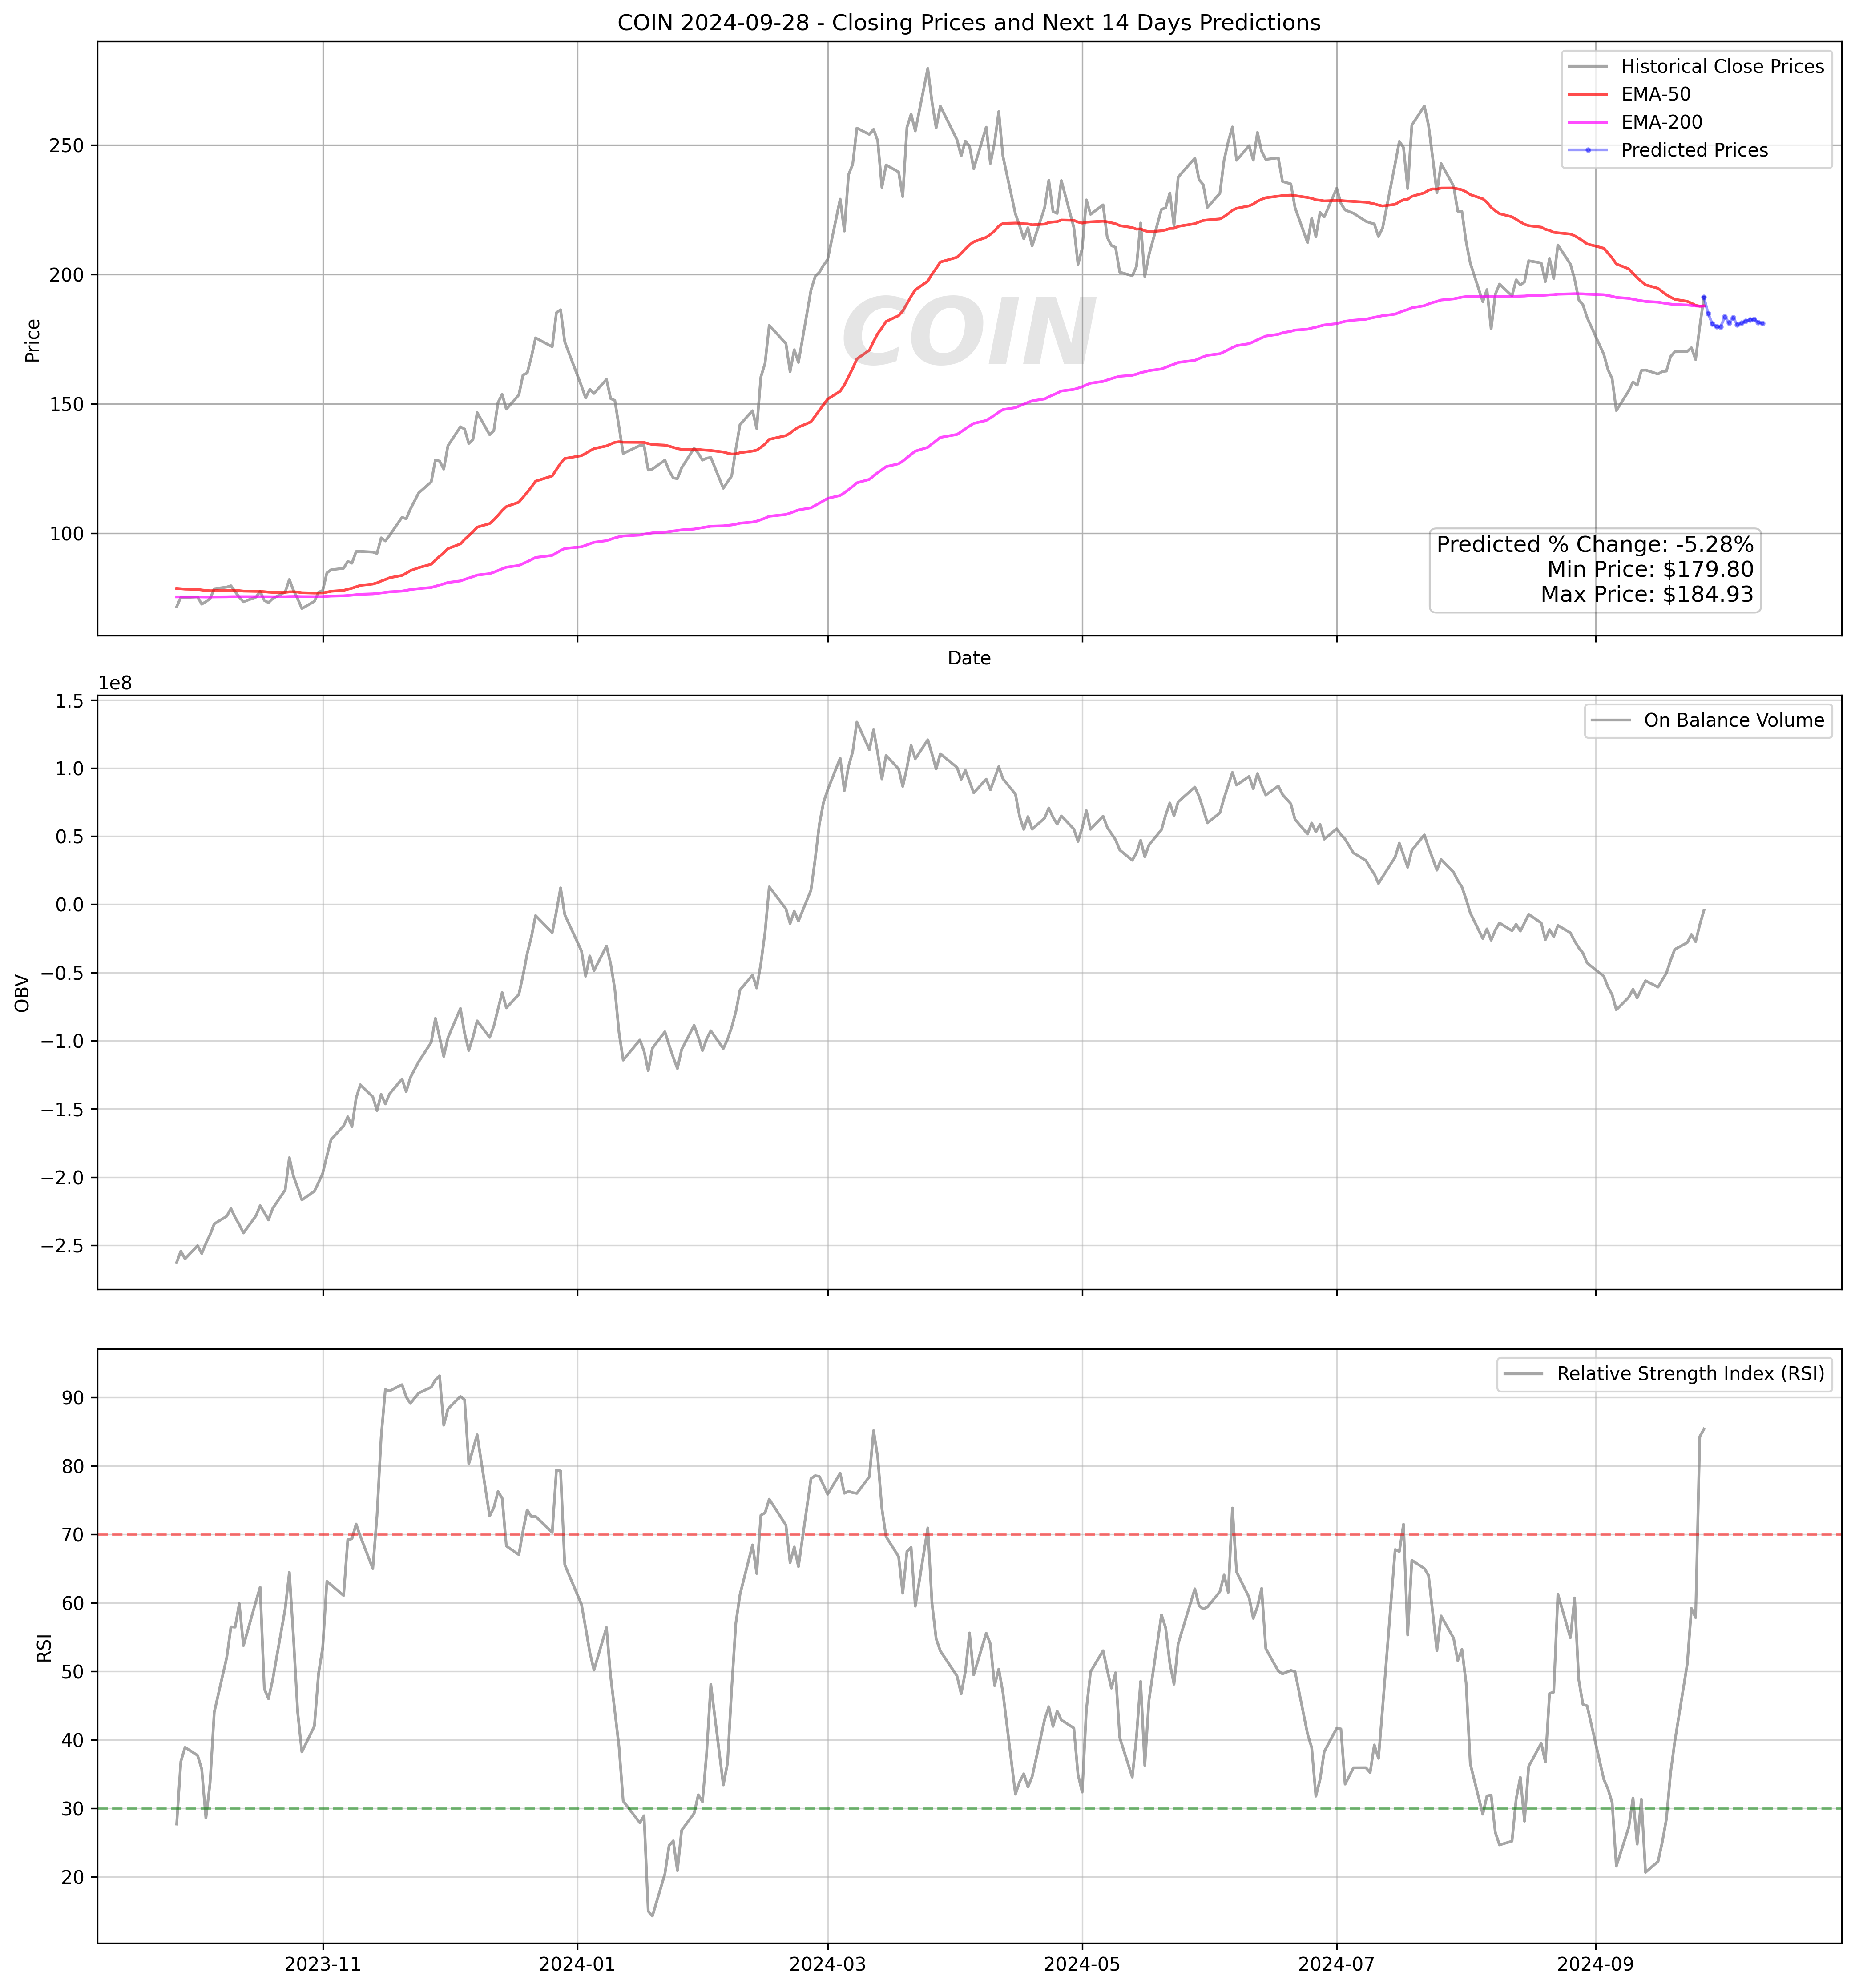 COIN 2024-09-28 - Closing Prices and Next 14 Days Predictions
Historical Close Prices
EMA-50
EMA-200
Predicted Prices
250
200
150
100
Price
COIN
Predicted % Change: -5.28%
Min Price: $179.80
Max Price: $184.93
Date
1e8
On Balance Volume
1.5
1.0
0.5
0.0
−0.5
−1.0
−1.5
−2.0
−2.5
OBV
Relative Strength Index (RSI)
90
80
70
60
50
40
30
20
RSI
2023-11
2024-01
2024-03
2024-05
2024-07
2024-09